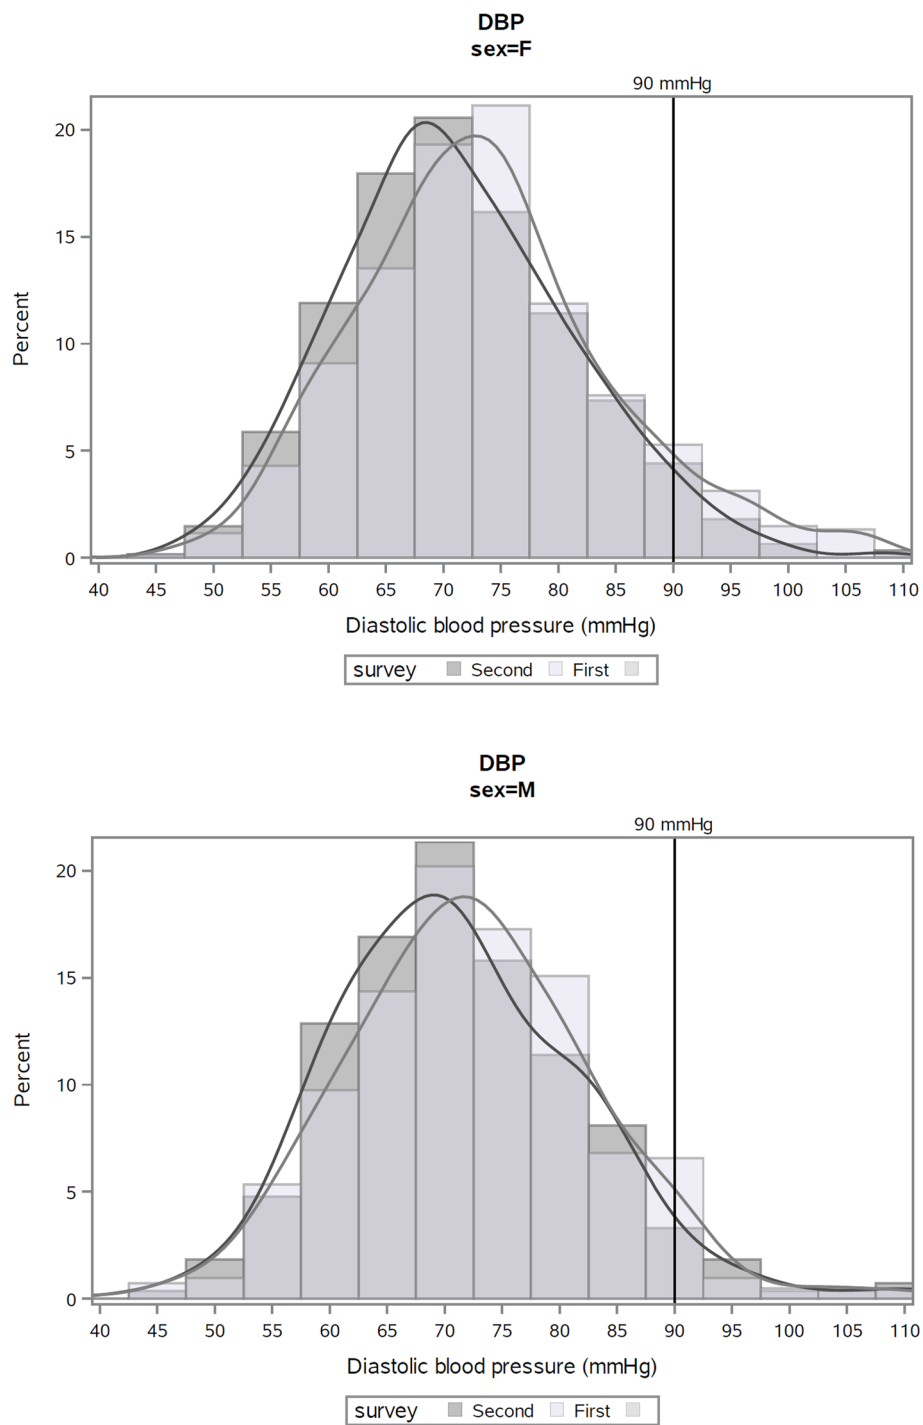 DBP
sex=F
90 mmHg
20
15
10
5
0
Percent
40 45 50 55 60 65 70 75 80 85 90 95 100 105 110
Diastolic blood pressure (mmHg)
survey Second First
DBP
sex=M
90 mmHg
20
15
10
5
0
Percent
40 45 50 55 60 65 70 75 80 85 90 95 100 105 110
Diastolic blood pressure (mmHg)
survey Second First